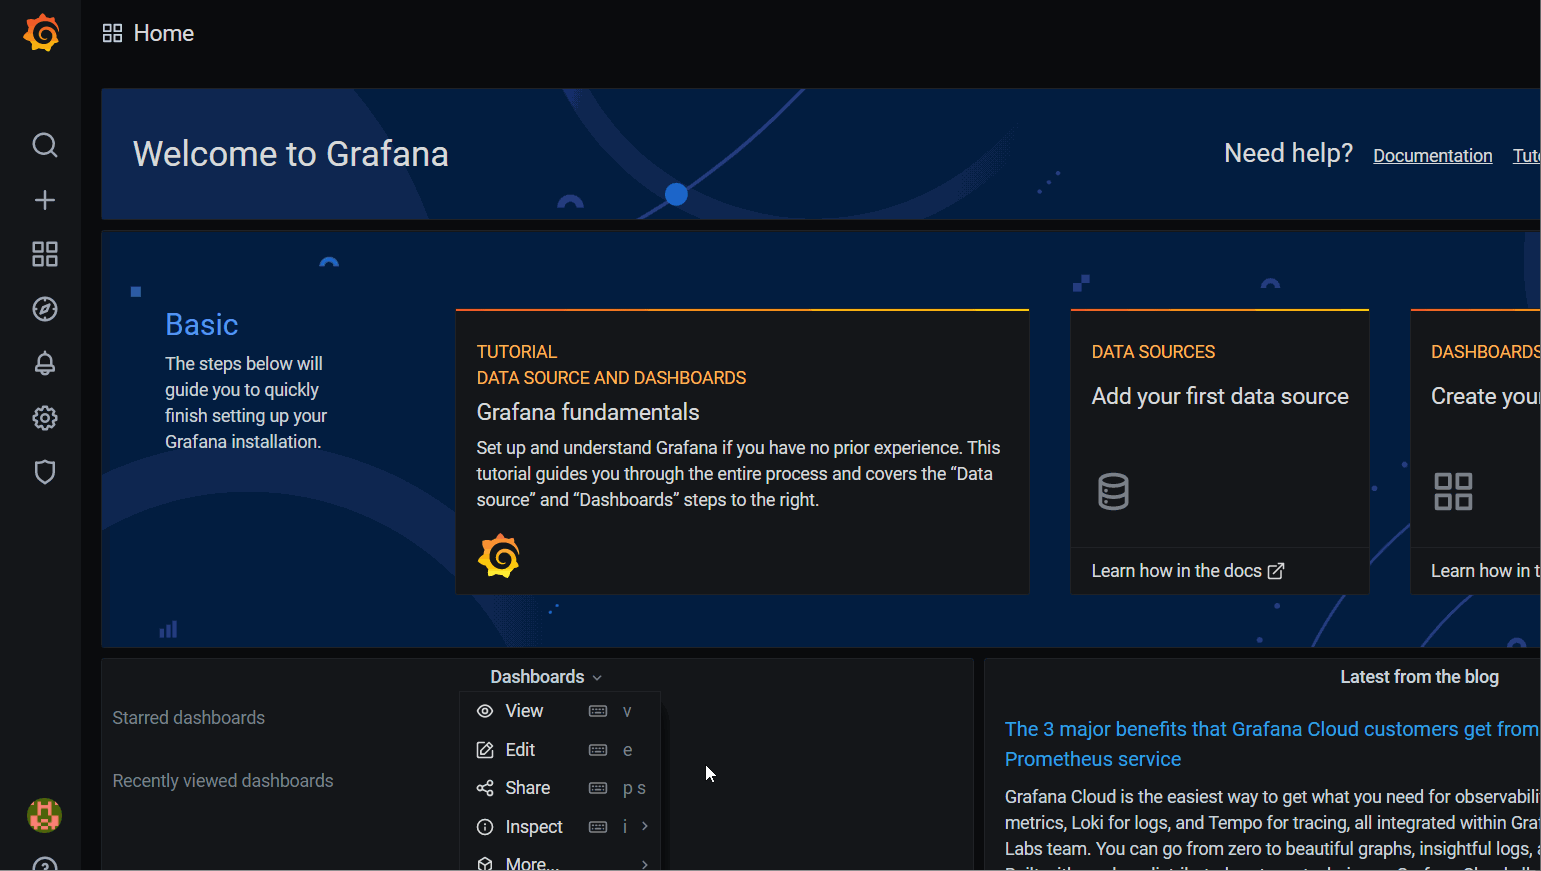 Home
Welcome to Grafana
Need help? Documentation
Basic
The steps below will
guide you to quickly
finish setting up your
Grafana installation.
TUTORIAL
DATA SOURCE AND DASHBOARDS
Grafana fundamentals
Set up and understand Grafana if you have no prior experience. This
tutorial guides you through the entire process and covers the “Data
source” and “Dashboards” steps to the right.
DATA SOURCES
Add your first data source
Learn how in the docs
DASHBOARDS
Create your
Learn how in t
Dashboards
Starred dashboards
Recently viewed dashboards
View v
Edit e
Share p s
Inspect i
More...
Latest from the blog
The 3 major benefits that Grafana Cloud customers get from
Prometheus service
Grafana Cloud is the easiest way to get what you need for observabili
metrics, Loki for logs, and Tempo for tracing, all integrated within Gra
Labs team. You can go from zero to beautiful graphs, insightful logs,